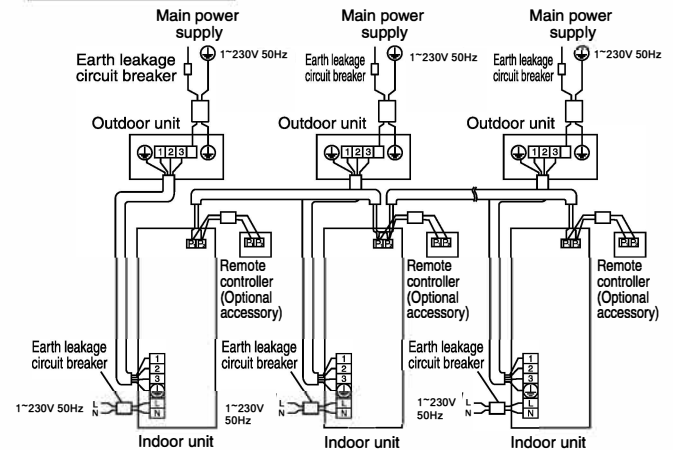 Main power
supply
1~230V 50Hz
Earth leakage
circuit breaker
Outdoor unit
1 2 3
Main power
supply
1~230V 50Hz
Earth leakage
circuit breaker
Outdoor unit
1 2 3
Main power
supply
1~230V 50Hz
Earth leakage
circuit breaker
Outdoor unit
1 2 3
P P
P P
Remote
controller
(Optional
accessory)
P P
P P
Remote
controller
(Optional
accessory)
P P
P P
Remote
controller
(Optional
accessory)
Earth leakage
circuit breaker
1
2
3
1~230V 50Hz
L
N
L
N
Indoor unit
Earth leakage
circuit breaker
1
2
3
1~230V
50Hz
L
N
L
N
Indoor unit
Earth leakage
circuit breaker
1
2
3
1~230V
50Hz
L
N
L
N
Indoor unit